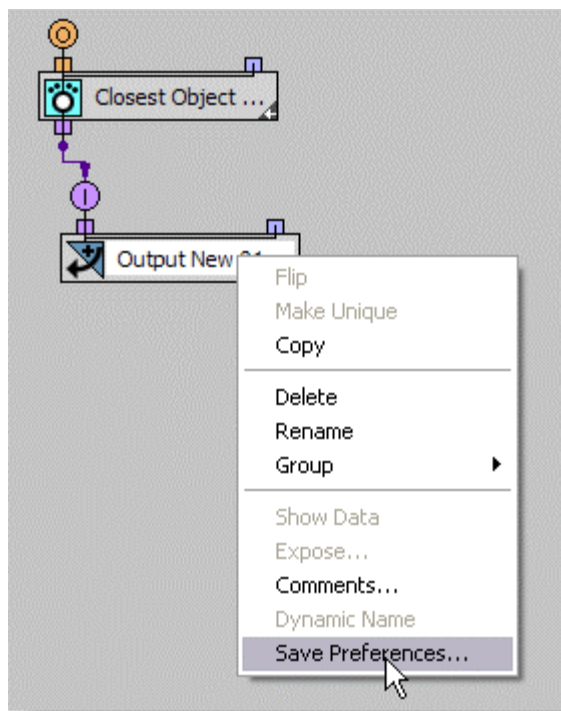 Closest Object ...
Output New
Flip
Make Unique
Copy
Delete
Rename
Group
Show Data
Expose...
Comments...
Dynamic Name
Save Preferences...